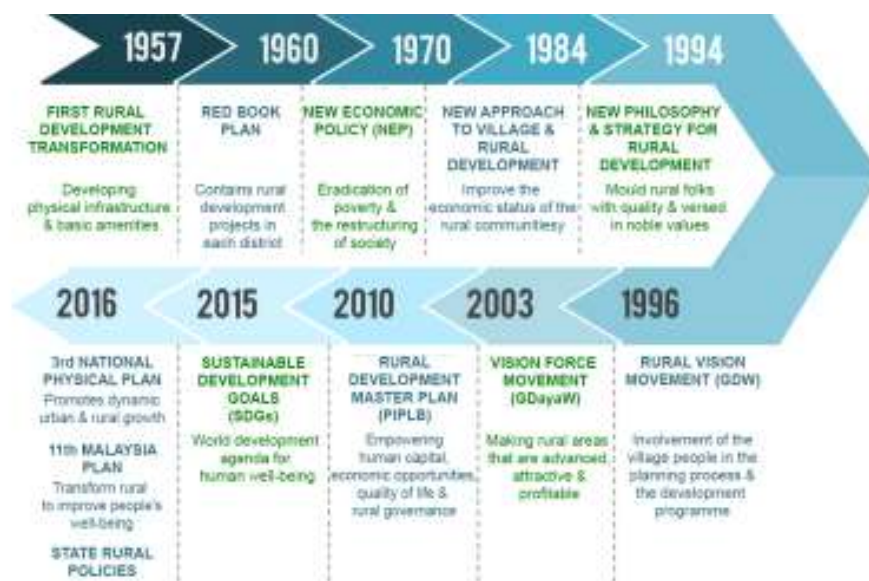 1957
1960
1970
1984
1994
FIRST RURAL
DEVELOPMENT
TRANSFORMATION
Developing
physical infrastructure
& basic amenities
RED BOOK
PLAN
Contains rural
development
projects in
each district
NEW ECONOMIC
POLICY (NEP)
Eradication of
poverty &
the restructuring
of society
NEW APPROACH
TO VILLAGE &
RURAL
DEVELOPMENT
Improve the
economic status of the
rural communitiesy
NEW PHILOSOPHY
& STRATEGY FOR
RURAL
DEVELOPMENT
Mould rural folks
with quality & versed
in noble values
2016
2015
2010
2003
1996
3rd NATIONAL
PHYSICAL PLAN
Promotes dynamic
urban & rural growth
11th MALAYSIA
PLAN
Transform rural
to improve people's
well-being
STATE RURAL
POLICIES
SUSTAINABLE
DEVELOPMENT
GOALS
(SDGs)
World development
agenda for
human well-being
RURAL
DEVELOPMENT
MASTER PLAN
(PIPLB)
Empowering
human capital,
economic opportunities,
quality of life &
rural governance
VISION FORCE
MOVEMENT
(GDayaW)
Making rural areas
that are advanced,
attractive &
profitable
RURAL VISION
MOVEMENT (GDW)
Involvement of the
village people in the
planning process &
the development
programme